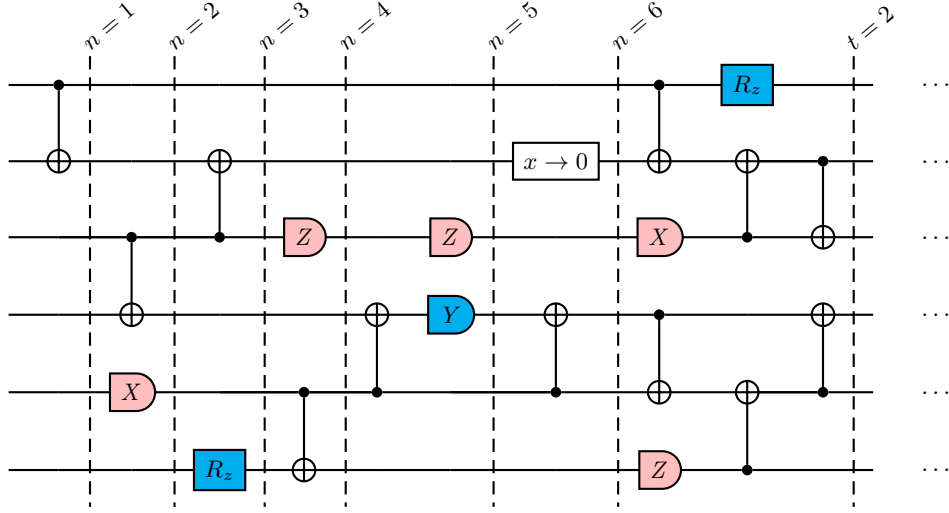 n = 1 n = 2 n = 3 n = 4 n = 5 n = 6 t = 2
R_z ...
x → 0 ...
Z Z X ...
Y ...
X ...
R_z Z ...